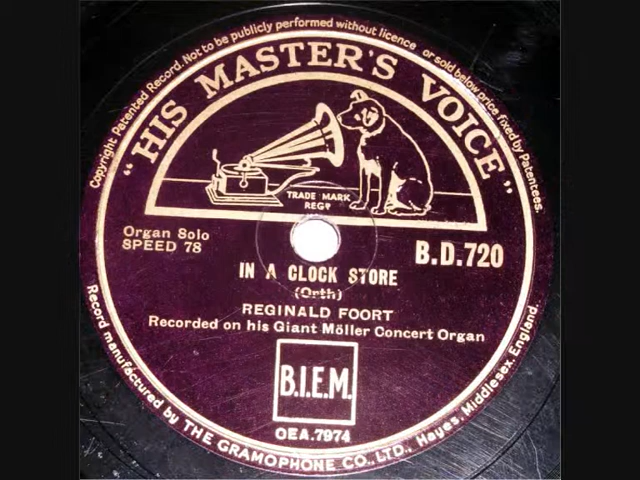 Copyright Patented Record. Not to be publicly performed without licence or sold below price fixed by Patentees.
"HIS MASTER'S VOICE"
TRADE MARK
REGD
Organ Solo
SPEED 78
B.D.720
IN A CLOCK STORE
(Orth)
REGINALD FOORT
Recorded on his Giant Möller Concert Organ
B.I.E.M.
OEA.7974
Record manufactured by THE GRAMOPHONE CO., LTD., Hayes, Middlesex, England.